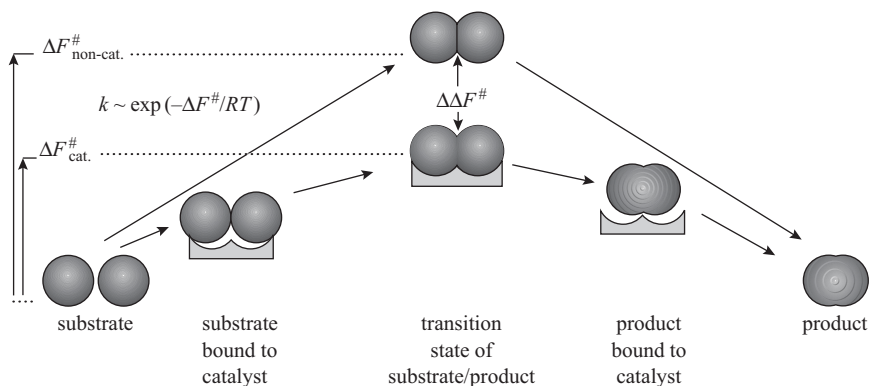 ΔF#non-cat.
k ~ exp (–ΔF#/RT)
ΔΔF#
ΔF#cat.
substrate
substrate
bound to
catalyst
transition
state of
substrate/product
product
bound to
catalyst
product